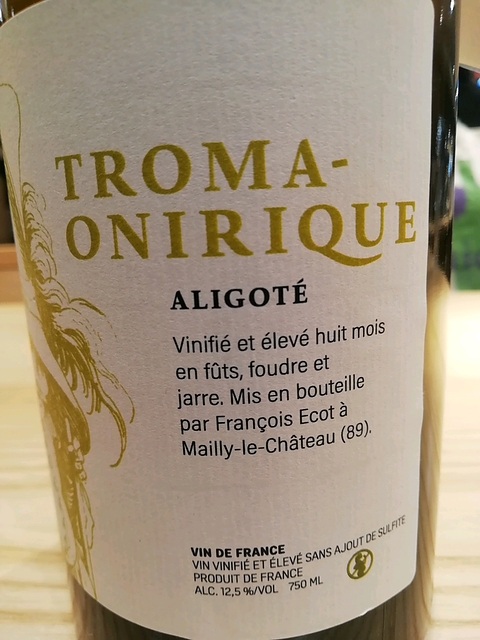 TROMA-
ONIRIQUE
ALIGOTÉ
Vinifié et élevé huit mois
en fûts, foudre et
jarre. Mis en bouteille
par François Ecot à
Mailly-le-Château (89).
VIN DE FRANCE
VIN VINIFIÉ ET ÉLEVÉ SANS AJOUT DE SULFITE
PRODUIT DE FRANCE
ALC. 12,5 %/VOL 750 ML